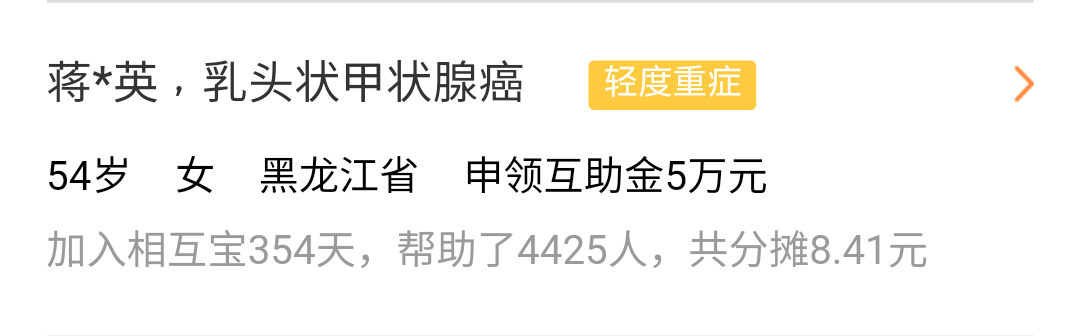 蒋*英，乳头状甲状腺癌 轻度重症
54岁 女 黑龙江省 申领互助金5万元
加入相互宝354天，帮助了4425人，共分摊8.41元